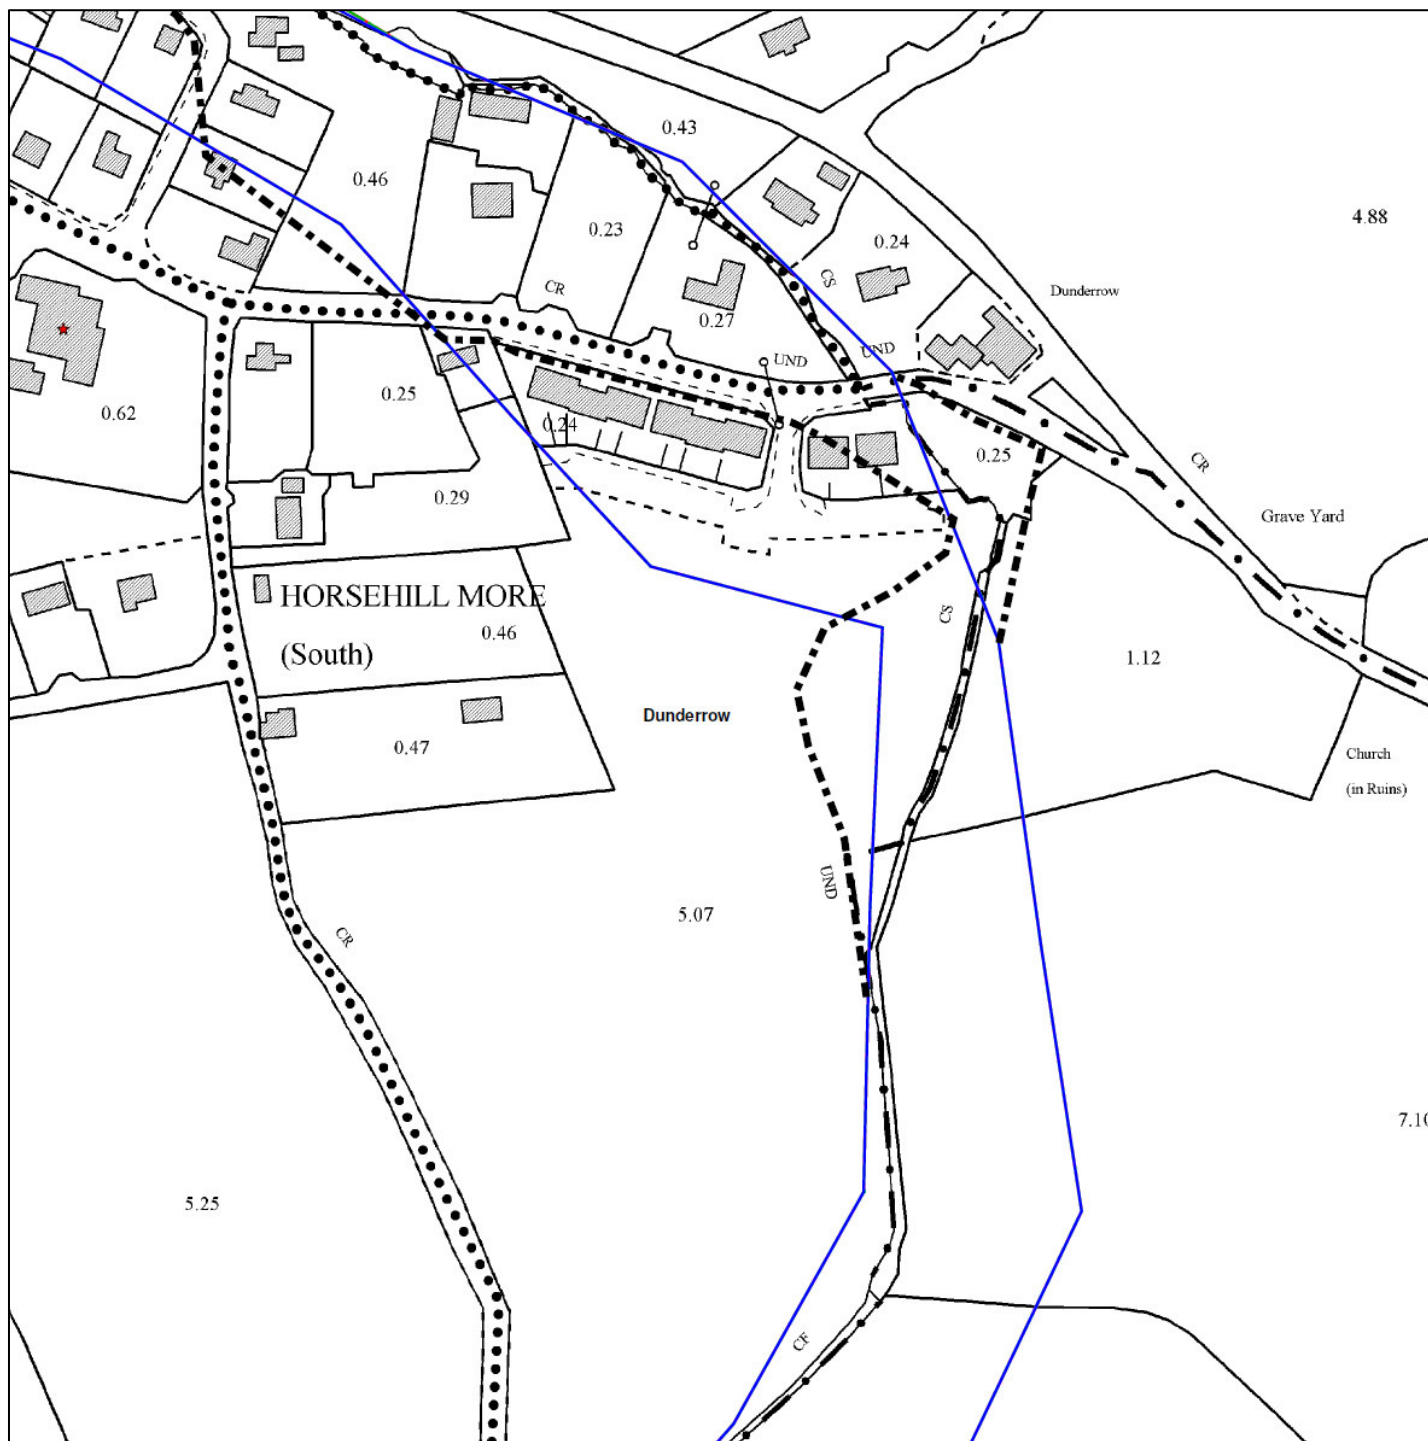 0.43
0.46
4.88
0.23
0.24
CS
CR
Dunderrow
0.27
UND
UND
0.25
0.62
0.24
0.25
CR
0.29
Grave Yard
HORSEHILL MORE
(South)
CS
0.46
1.12
Dunderrow
0.47
Church
(in Ruins)
UND
5.07
CR
7.10
5.25
CF